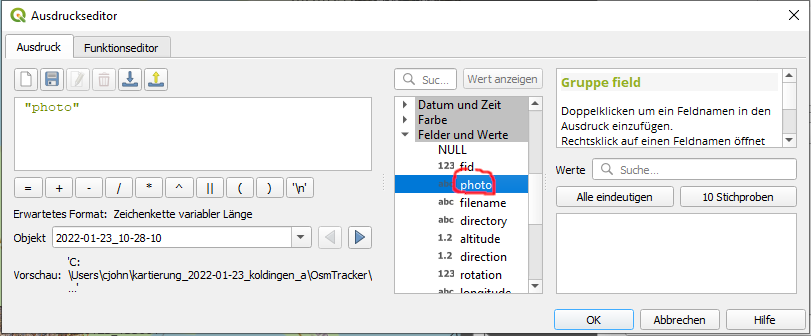 Ausdruckseditor
Ausdruck
Funktionseditor
"photo"
= + - / * ^ || ( ) '\n'
Erwartetes Format: Zeichenkette variabler Länge
Objekt 2022-01-23_10-28-10
Vorschau: 'C:
\Users\cjohn\kartierung_2022-01-23_koldingen_a\OsmTracker\
...'
Suc...
Wert anzeigen
Datum und Zeit
Farbe
Felder und Werte
NULL
123 fid
photo
abc filename
abc directory
1.2 altitude
1.2 direction
123 rotation
abc longitude
Gruppe field
Doppelklicken um ein Feldnamen in den
Ausdruck einzufügen.
Rechtsklick auf einen Feldnamen öffnet
Werte Suche...
Alle eindeutigen
10 Stichproben
OK
Abbrechen
Hilfe